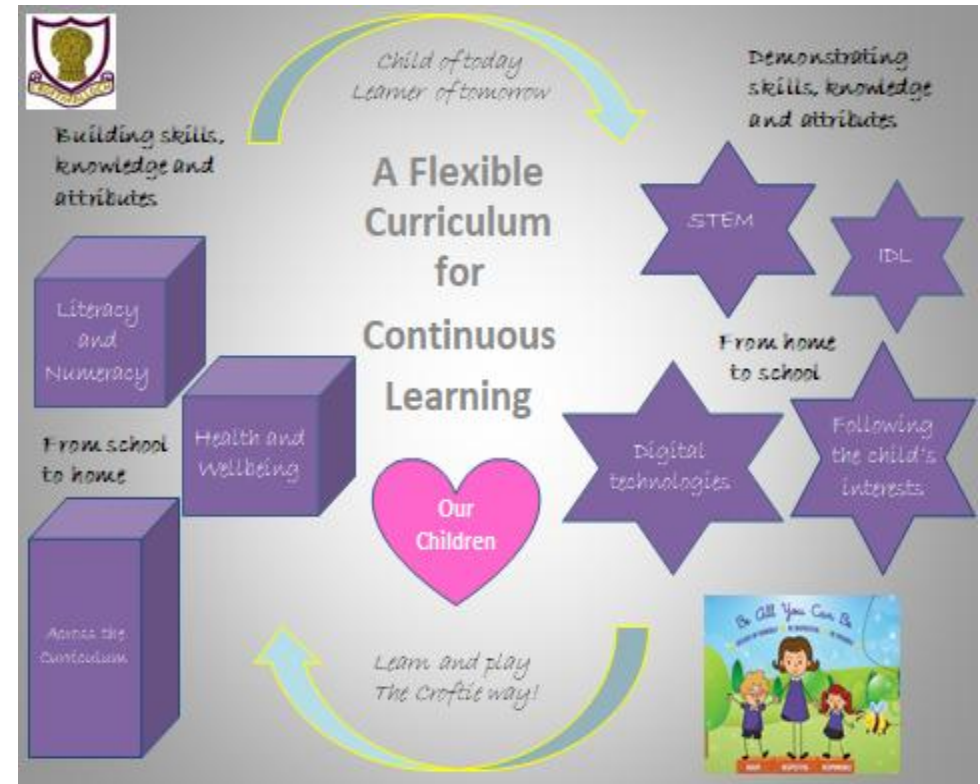 Child of today
Learner of tomorrow
Building skills,
knowledge and
attributes
Demonstrating
skills, knowledge
and attributes
A Flexible
Curriculum
for
Continuous
Learning
Literacy
and
Numeracy
Health and
Wellbeing
From school
to home
Across the
Curriculum
STEM
IDL
From home
to school
Digital
technologies
Following
the child's
interests
Our
Children
Learn and play
The Croftie way!
Be All You Can Be